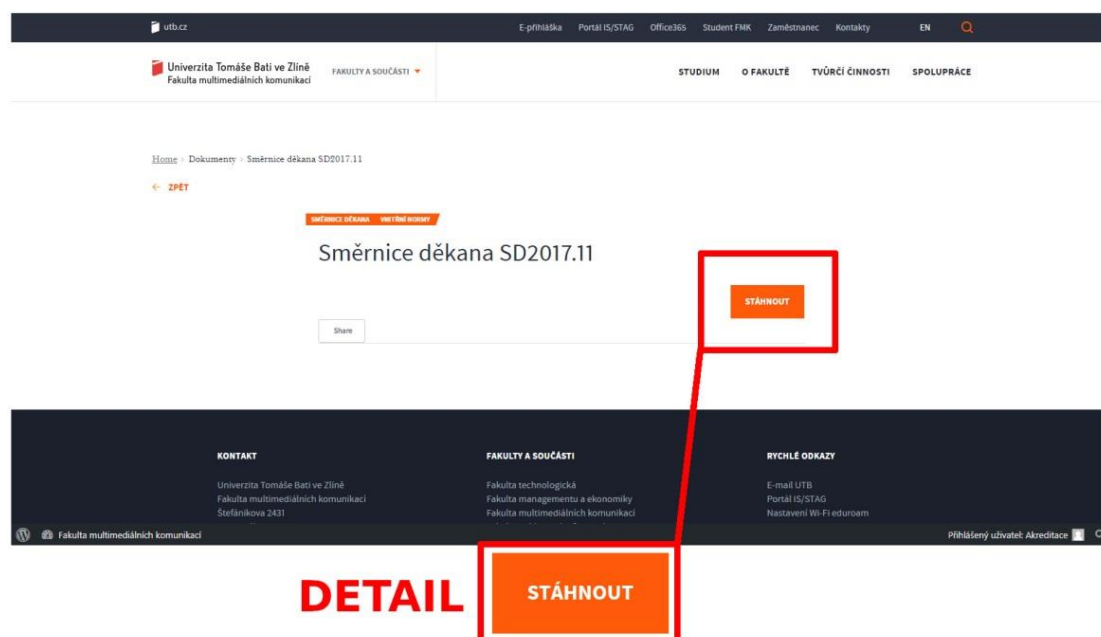 utb.cz
E-přihláška Portál IS/STAG Office365 Student FMK Zaměstnanec Kontakty EN
Univerzita Tomáše Bati ve Zlíně
Fakulta multimediálních komunikací
FAKULTY A SOUČÁSTI
STUDIUM O FAKULTĚ TVŮRČÍ ČINNOSTI SPOLUPRÁCE
Home › Dokumenty › Směrnice děkana SD2017.11
← ZPĚT
SMĚRNICE DĚKANA VNITŘNÍ NORMY
Směrnice děkana SD2017.11
STÁHNOUT
Share
KONTAKT
Univerzita Tomáše Bati ve Zlíně
Fakulta multimediálních komunikací
Štefánikova 2431
FAKULTY A SOUČÁSTI
Fakulta technologická
Fakulta managementu a ekonomiky
Fakulta multimediálních komunikací
RYCHLÉ ODKAZY
E-mail UTB
Portál IS/STAG
Nastavení Wi-Fi eduroam
Fakulta multimediálních komunikací
Přihlášený uživatel: Akreditace
DETAIL
STÁHNOUT